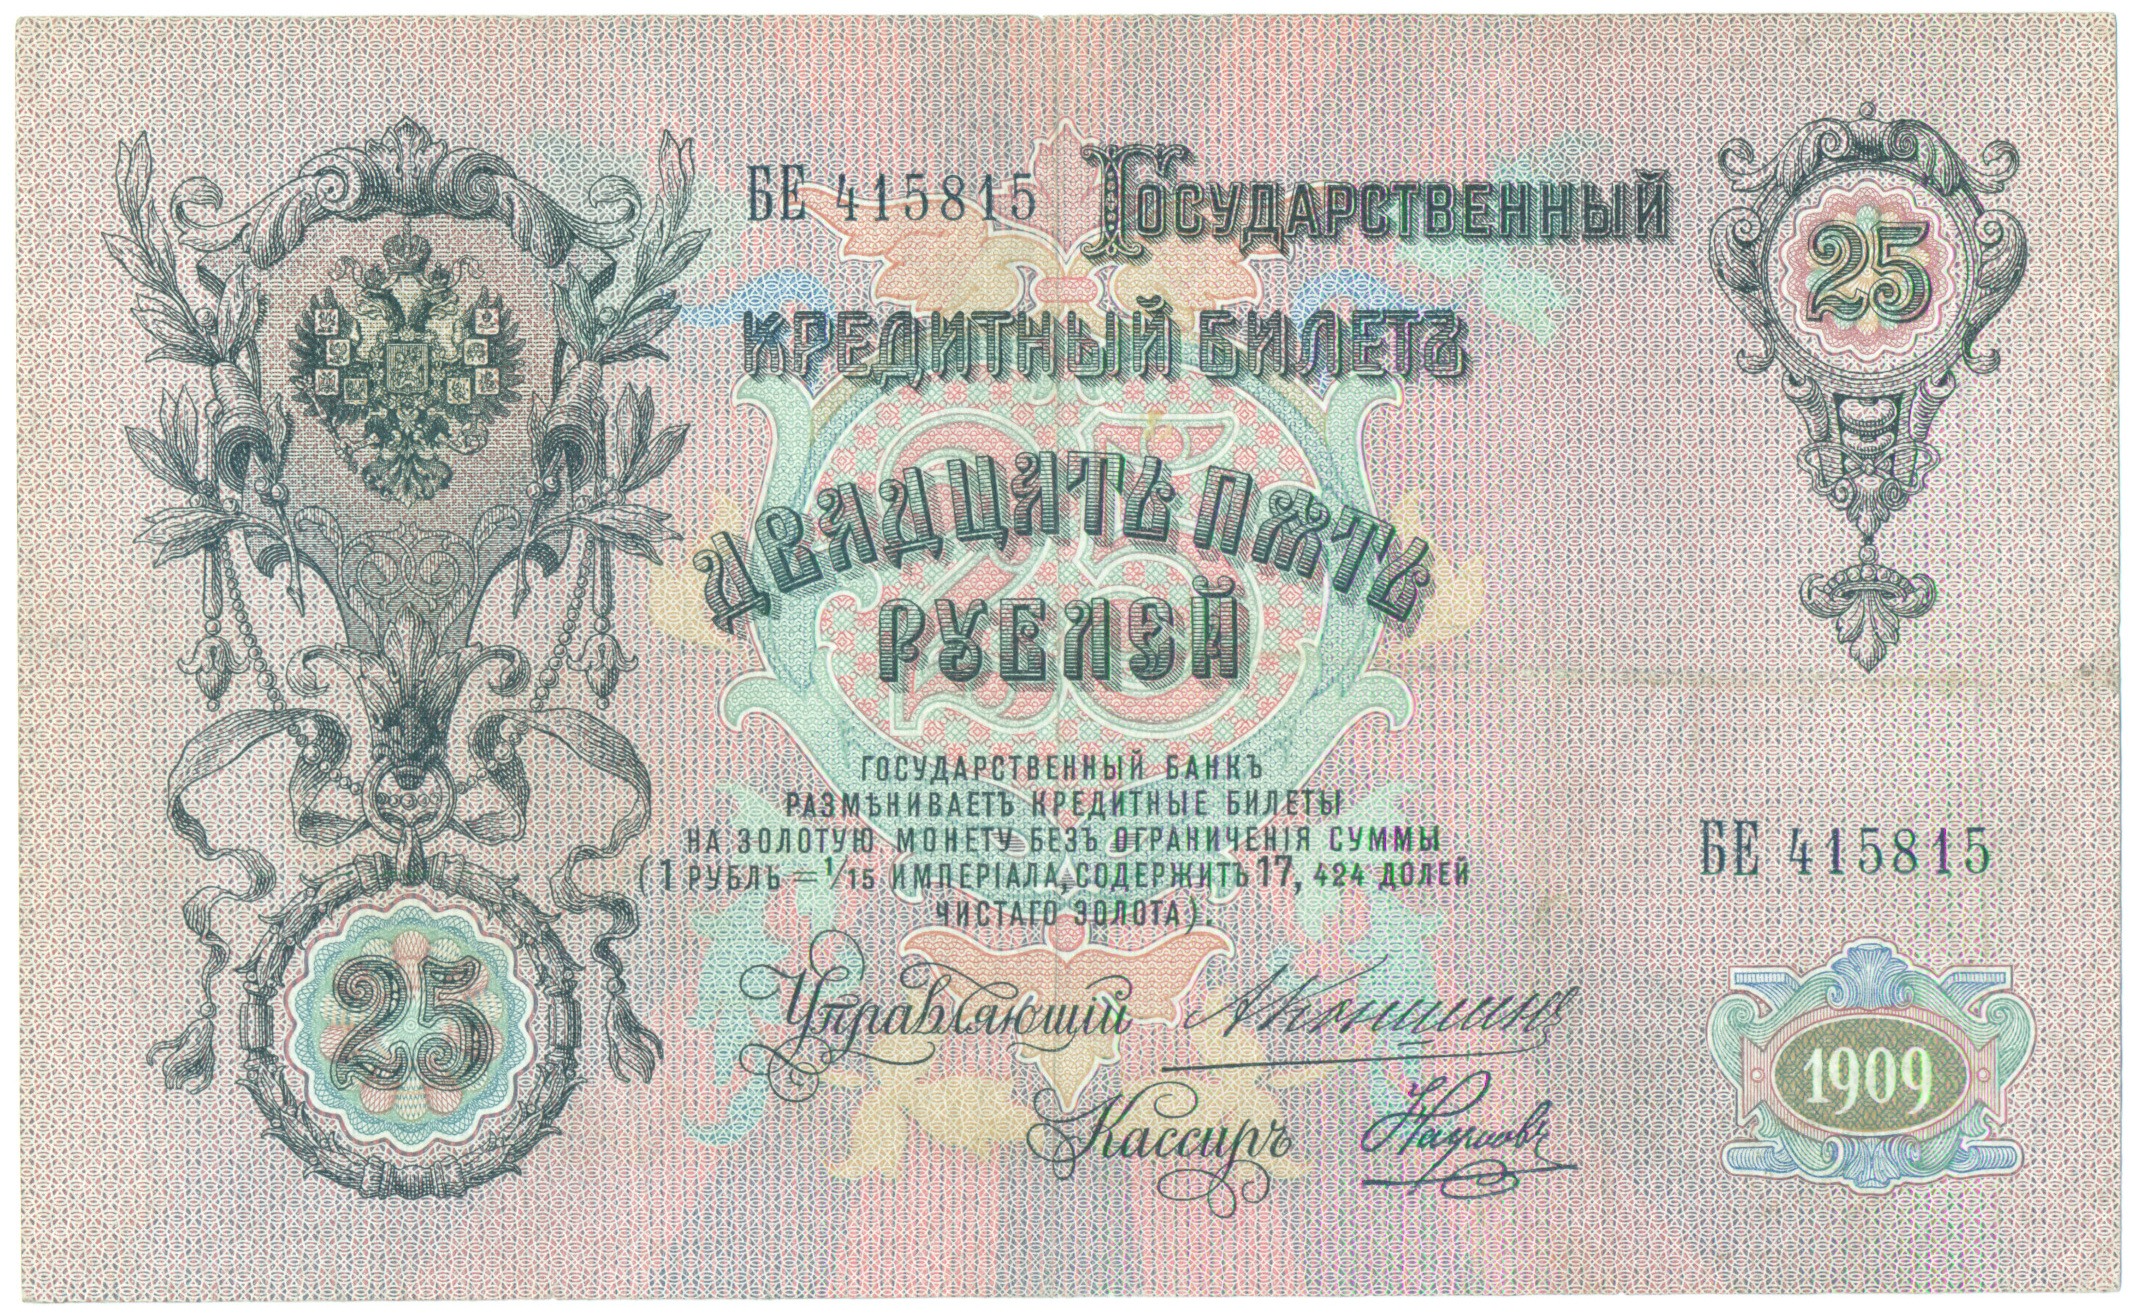 БЕ 415815
Государственный
25
Кредитный билетъ
Двадцать пять
рублей
25
Государственный банкъ
размѣниваетъ кредитные билеты
на золотую монету безъ ограниченія суммы
(1 рубль = 1/15 имперіала, содержитъ 17, 424 долей
чистаго золота).
БЕ 415815
25
Управляющій
Кассиръ
1909